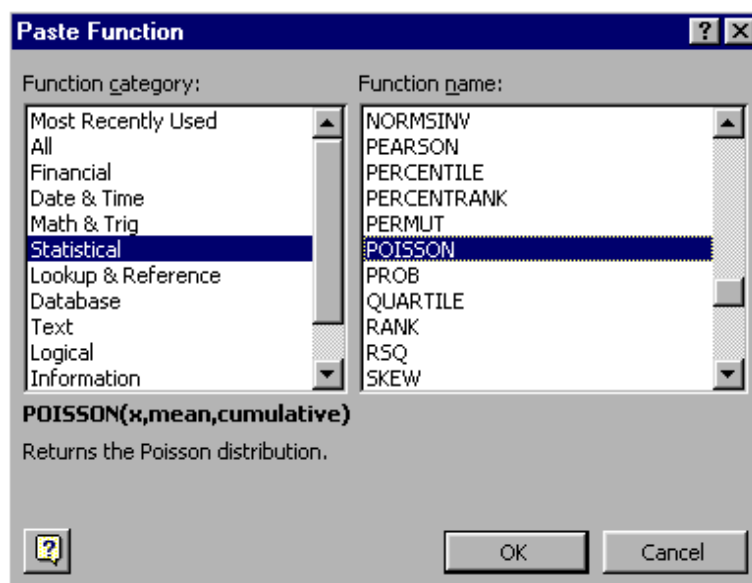 Paste Function
? X
Function category:
Most Recently Used
All
Financial
Date & Time
Math & Trig
Statistical
Lookup & Reference
Database
Text
Logical
Information
Function name:
NORMSINV
PEARSON
PERCENTILE
PERCENTRANK
PERMUT
POISSON
PROB
QUARTILE
RANK
RSQ
SKEW
POISSON(x,mean,cumulative)
Returns the Poisson distribution.
?
OK
Cancel